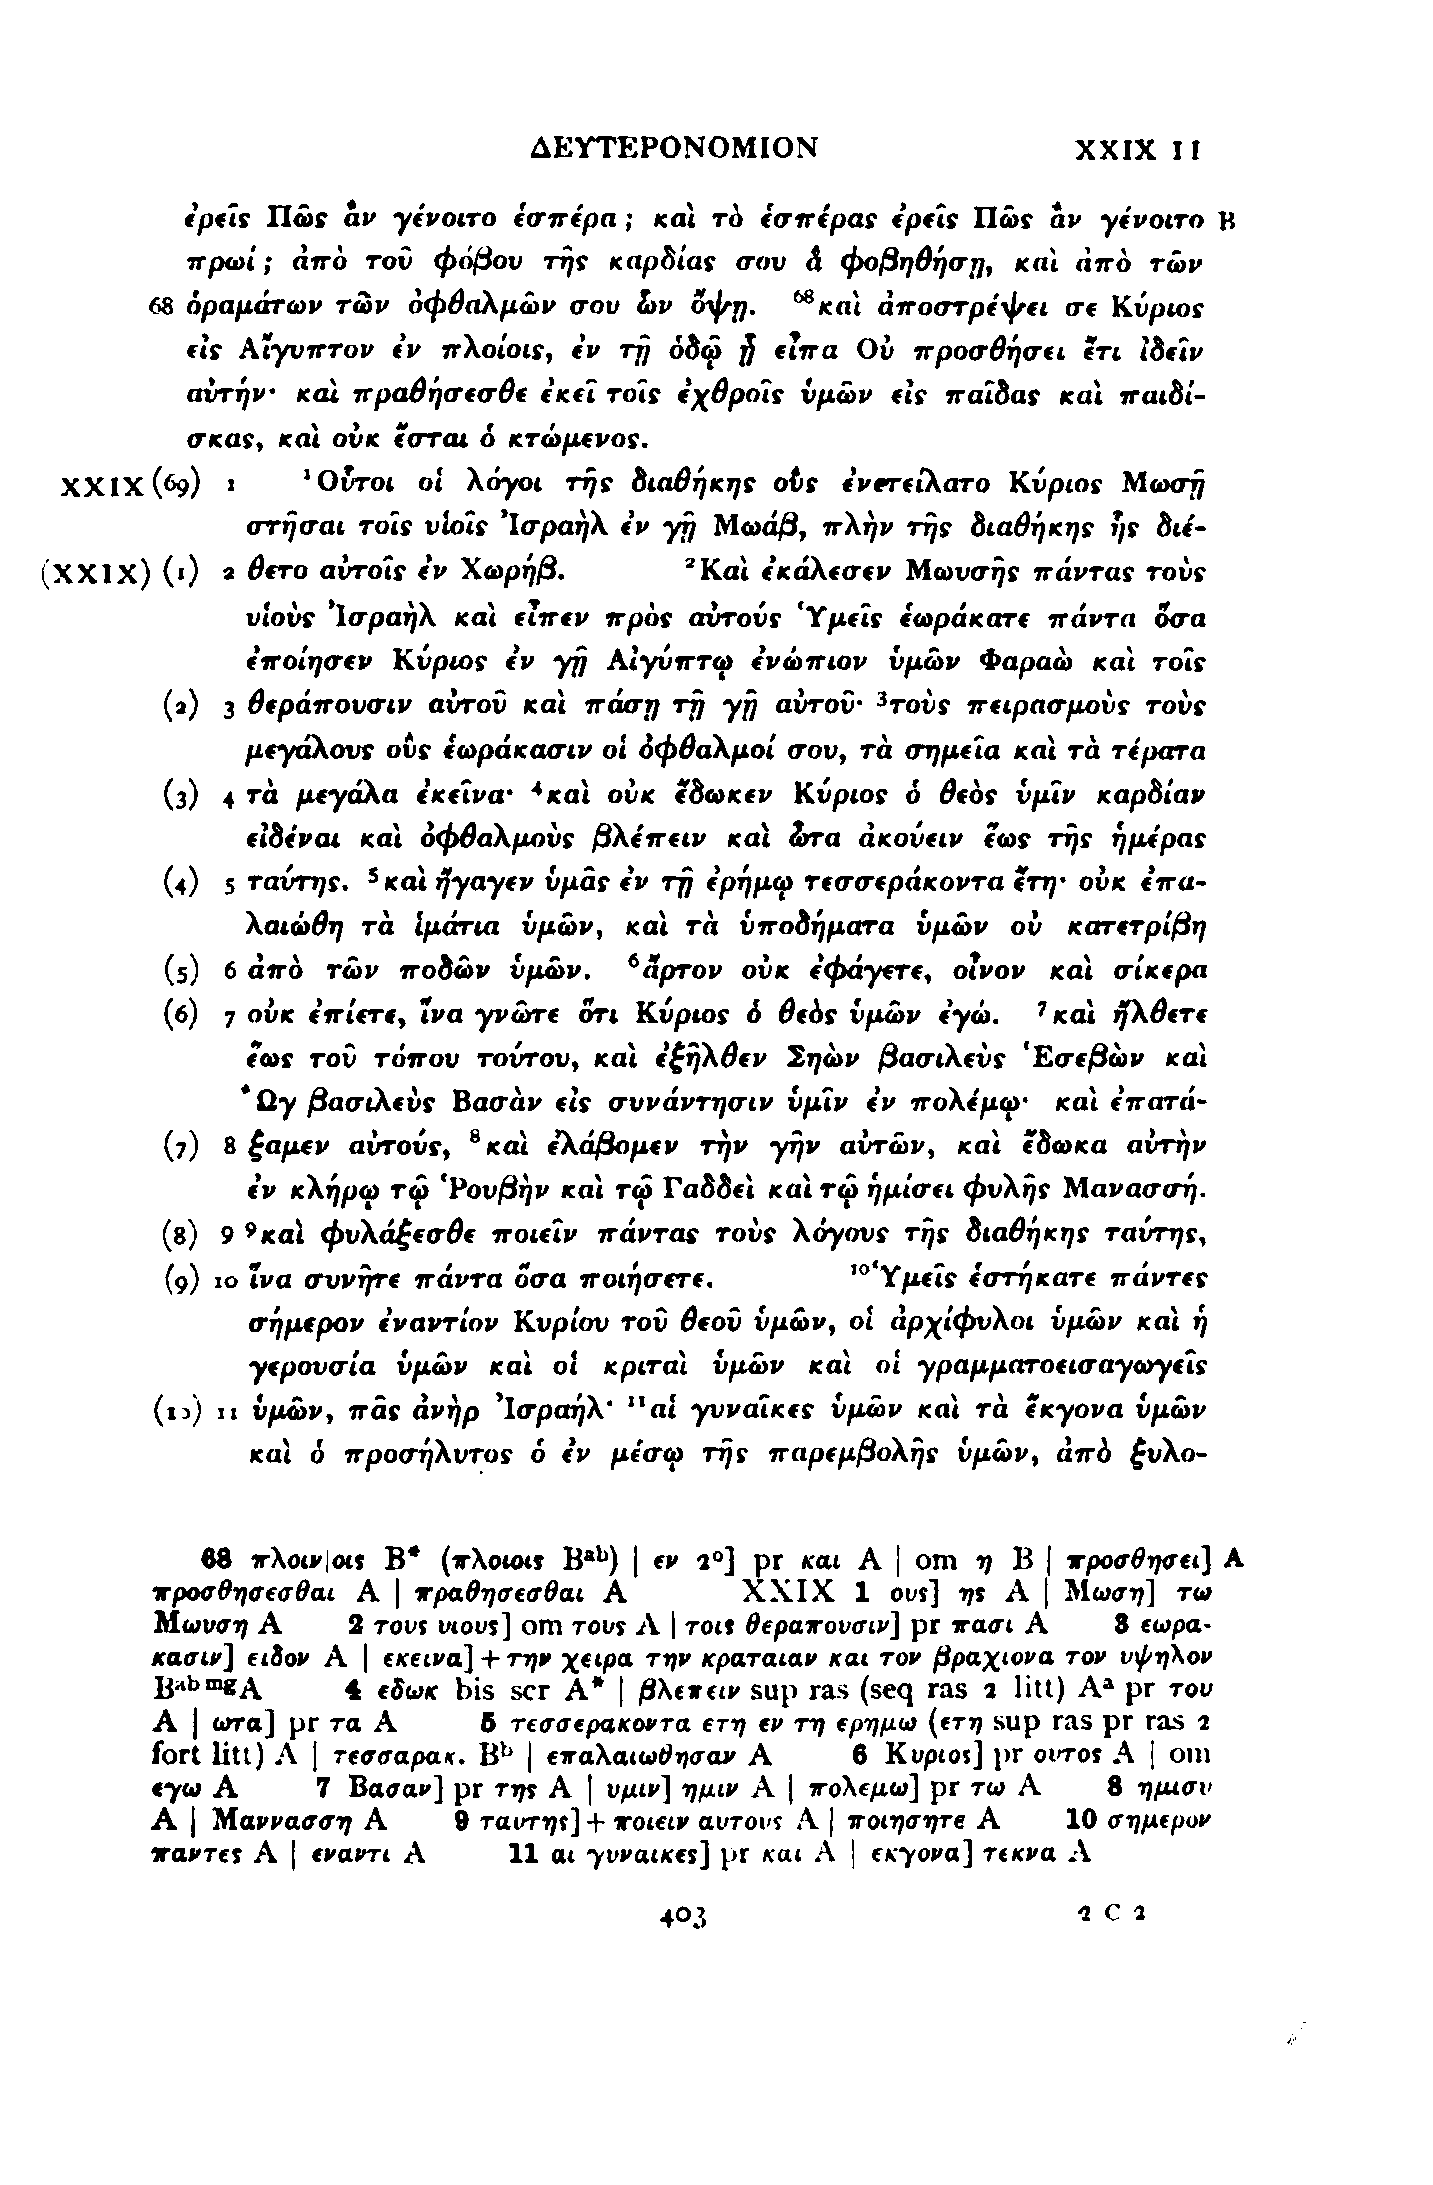 ΔΕΥΤΕΡΟΝΟΜΙΟΝ XXIX 11
ἐρεῖς Πῶς ἂν γένοιτο ἑσπέρα; καὶ τὸ ἑσπέρας ἐρεῖς Πῶς ἂν γένοιτο B
πρωί; ἀπὸ τοῦ φόβου τῆς καρδίας σου ἃ φοβηθήσῃ, καὶ ἀπὸ τῶν
68 ὁραμάτων τῶν ὀφθαλμῶν σου ὧν ὄψῃ. ⁶⁸καὶ ἀποστρέψει σε Κύριος
εἰς Αἴγυπτον ἐν πλοίοις, ἐν τῇ ὁδῷ ᾗ εἶπα Οὐ προσθήσει ἔτι ἰδεῖν
αὐτήν· καὶ πραθήσεσθε ἐκεῖ τοῖς ἐχθροῖς ὑμῶν εἰς παῖδας καὶ παιδί-
σκας, καὶ οὐκ ἔσται ὁ κτώμενος.
XXIX (69) 1 ¹Οὗτοι οἱ λόγοι τῆς διαθήκης οὓς ἐνετείλατο Κύριος Μωσῇ
στῆσαι τοῖς υἱοῖς Ἰσραὴλ ἐν γῇ Μωάβ, πλὴν τῆς διαθήκης ἧς διέ-
(XXIX) (1) 2 θετο αὐτοῖς ἐν Χωρήβ. ²Καὶ ἐκάλεσεν Μωυσῆς πάντας τοὺς
υἱοὺς Ἰσραὴλ καὶ εἶπεν πρὸς αὐτούς Ὑμεῖς ἑωράκατε πάντα ὅσα
ἐποίησεν Κύριος ἐν γῇ Αἰγύπτῳ ἐνώπιον ὑμῶν Φαραὼ καὶ τοῖς
(2) 3 θεράπουσιν αὐτοῦ καὶ πάσῃ τῇ γῇ αὐτοῦ· ³τοὺς πειρασμοὺς τοὺς
μεγάλους οὓς ἑωράκασιν οἱ ὀφθαλμοί σου, τὰ σημεῖα καὶ τὰ τέρατα
(3) 4 τὰ μεγάλα ἐκεῖνα· ⁴καὶ οὐκ ἔδωκεν Κύριος ὁ θεὸς ὑμῖν καρδίαν
εἰδέναι καὶ ὀφθαλμοὺς βλέπειν καὶ ὦτα ἀκούειν ἕως τῆς ἡμέρας
(4) 5 ταύτης. ⁵καὶ ἤγαγεν ὑμᾶς ἐν τῇ ἐρήμῳ τεσσεράκοντα ἔτη· οὐκ ἐπα-
λαιώθη τὰ ἱμάτια ὑμῶν, καὶ τὰ ὑποδήματα ὑμῶν οὐ κατετρίβη
(5) 6 ἀπὸ τῶν ποδῶν ὑμῶν. ⁶ἄρτον οὐκ ἐφάγετε, οἶνον καὶ σίκερα
(6) 7 οὐκ ἐπίετε, ἵνα γνῶτε ὅτι Κύριος ὁ θεὸς ὑμῶν ἐγώ. ⁷καὶ ἤλθετε
ἕως τοῦ τόπου τούτου, καὶ ἐξῆλθεν Σηὼν βασιλεὺς Ἑσεβὼν καὶ
Ὢγ βασιλεὺς Βασὰν εἰς συνάντησιν ὑμῖν ἐν πολέμῳ· καὶ ἐπατά-
(7) 8 ξαμεν αὐτούς, ⁸καὶ ἐλάβομεν τὴν γῆν αὐτῶν, καὶ ἔδωκα αὐτὴν
ἐν κλήρῳ τῷ Ῥουβὴν καὶ τῷ Γαδδεὶ καὶ τῷ ἡμίσει φυλῆς Μανασσή.
(8) 9 ⁹καὶ φυλάξεσθε ποιεῖν πάντας τοὺς λόγους τῆς διαθήκης ταύτης,
(9) 10 ἵνα συνῆτε πάντα ὅσα ποιήσετε. ¹⁰Ὑμεῖς ἑστήκατε πάντες
σήμερον ἐναντίον Κυρίου τοῦ θεοῦ ὑμῶν, οἱ ἀρχίφυλοι ὑμῶν καὶ ἡ
γερουσία ὑμῶν καὶ οἱ κριταὶ ὑμῶν καὶ οἱ γραμματοεισαγωγεῖς
(10) 11 ὑμῶν, πᾶς ἀνὴρ Ἰσραήλ· ¹¹αἱ γυναῖκες ὑμῶν καὶ τὰ ἔκγονα ὑμῶν
καὶ ὁ προσήλυτος ὁ ἐν μέσῳ τῆς παρεμβολῆς ὑμῶν, ἀπὸ ξυλο-
68 πλοιν|οις B* (πλοιοις Bᵃᵇ) | εν 2°] pr και A | om η B | προσθησει] A
προσθησεσθαι A | πραθησεσθαι A XXIX 1 ους] ης A | Μωση] τω
Μωυση A 2 τους υιους] om τους A | τοις θεραπουσιν] pr πασι A 3 εωρα-
κασιν] ειδον A | εκεινα] + την χειρα την κραταιαν και τον βραχιονα τον υψηλον
Bᵃᵇ ᵐᵍA 4 εδωκ bis scr A* | βλεπειν sup ras (seq ras 2 litt) Aᵃ pr του
A | ωτα] pr τα A 5 τεσσερακοντα ετη εν τη ερημω (ετη sup ras pr ras 2
fort litt) A | τεσσαρακ. Bᵇ | επαλαιωθησαν A 6 Κυριος] pr ουτος A | om
εγω A 7 Βασαν] pr της A | υμιν] ημιν A | πολεμω] pr τω A 8 ημισυ
A | Μαννασση A 9 ταυτης] + ποιειν αυτους A | ποιησητε A 10 σημερον
παντες A | εναντι A 11 αι γυναικες] pr και A | εκγονα] τεκνα A
403 2 C 2